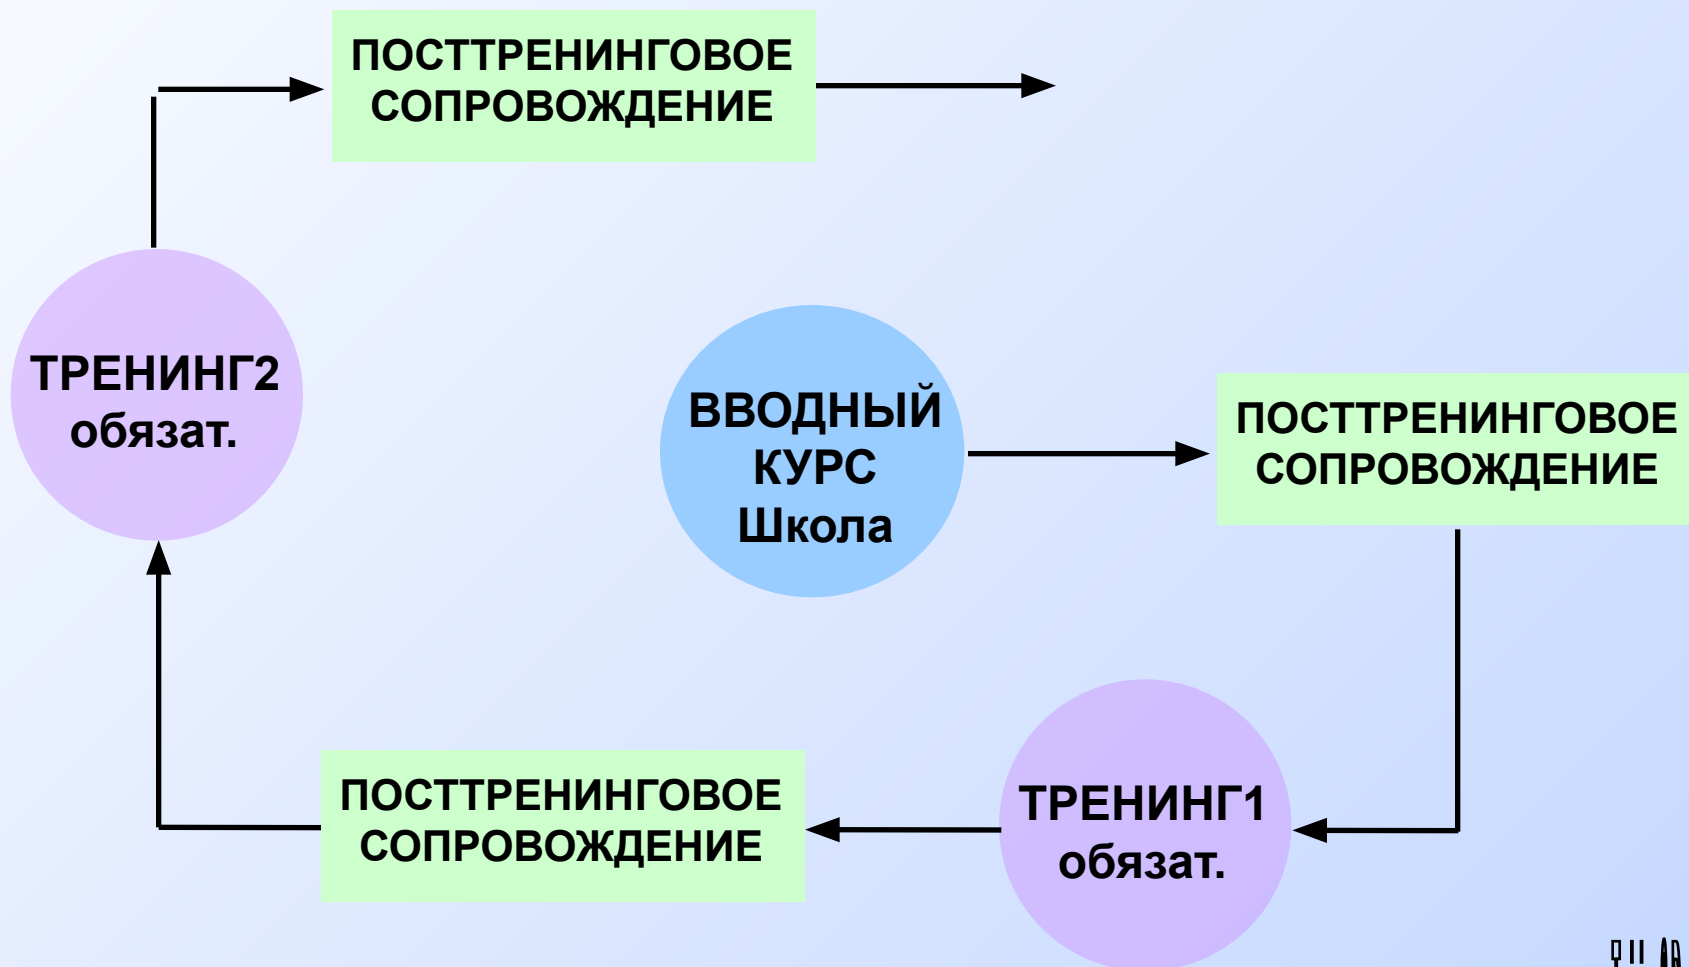 ПОСТТРЕНИНГОВОЕ
СОПРОВОЖДЕНИЕ
ТРЕНИНГ2
обязат.
ВВОДНЫЙ
КУРС
Школа
ПОСТТРЕНИНГОВОЕ
СОПРОВОЖДЕНИЕ
ПОСТТРЕНИНГОВОЕ
СОПРОВОЖДЕНИЕ
ТРЕНИНГ1
обязат.